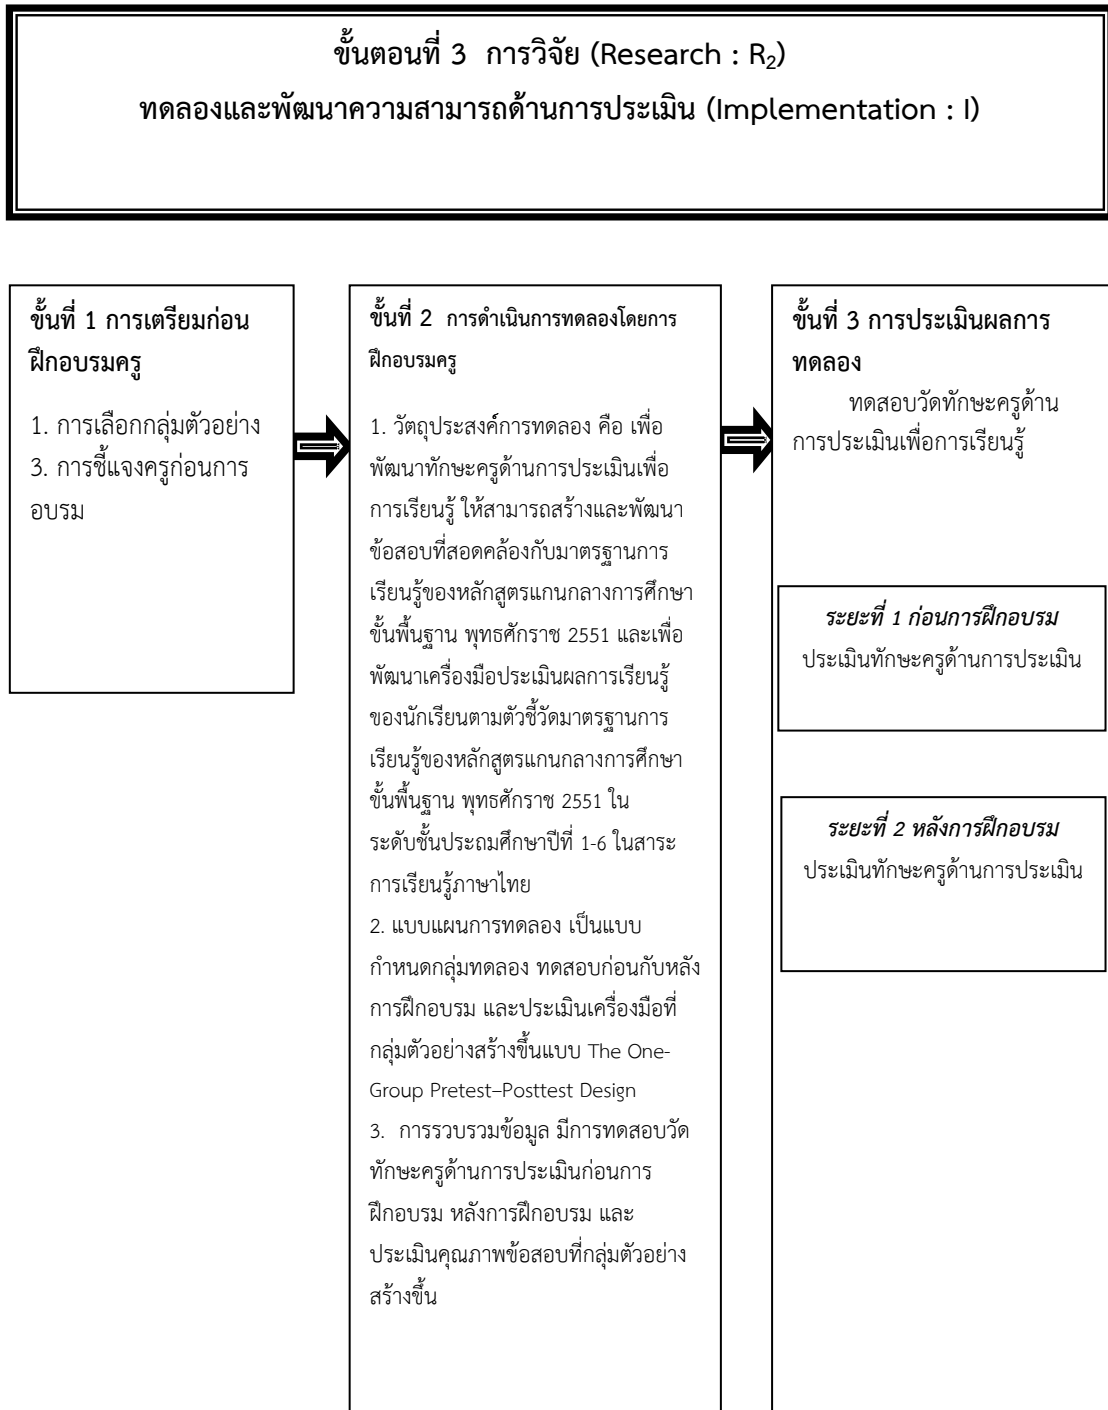 ขั้นตอนที่ 3 การวิจัย (Research : R₂)
ทดลองและพัฒนาความสามารถด้านการประเมิน (Implementation : I)
ขั้นที่ 1 การเตรียมก่อน
ฝึกอบรมครู
1. การเลือกกลุ่มตัวอย่าง
3. การชี้แจงครูก่อนการ
อบรม
ขั้นที่ 2 การดำเนินการทดลองโดยการ
ฝึกอบรมครู
1. วัตถุประสงค์การทดลอง คือ เพื่อ
พัฒนาทักษะครูด้านการประเมินเพื่อ
การเรียนรู้ ให้สามารถสร้างและพัฒนา
ข้อสอบที่สอดคล้องกับมาตรฐานการ
เรียนรู้ของหลักสูตรแกนกลางการศึกษา
ขั้นพื้นฐาน พุทธศักราช 2551 และเพื่อ
พัฒนาเครื่องมือประเมินผลการเรียนรู้
ของนักเรียนตามตัวชี้วัดมาตรฐานการ
เรียนรู้ของหลักสูตรแกนกลางการศึกษา
ขั้นพื้นฐาน พุทธศักราช 2551 ใน
ระดับชั้นประถมศึกษาปีที่ 1-6 ในสาระ
การเรียนรู้ภาษาไทย
2. แบบแผนการทดลอง เป็นแบบ
กำหนดกลุ่มทดลอง ทดสอบก่อนกับหลัง
การฝึกอบรม และประเมินเครื่องมือที่
กลุ่มตัวอย่างสร้างขึ้นแบบ The One-
Group Pretest–Posttest Design
3. การรวบรวมข้อมูล มีการทดสอบวัด
ทักษะครูด้านการประเมินก่อนการ
ฝึกอบรม หลังการฝึกอบรม และ
ประเมินคุณภาพข้อสอบที่กลุ่มตัวอย่าง
สร้างขึ้น
ขั้นที่ 3 การประเมินผลการ
ทดลอง
ทดสอบวัดทักษะครูด้าน
การประเมินเพื่อการเรียนรู้
ระยะที่ 1 ก่อนการฝึกอบรม
ประเมินทักษะครูด้านการประเมิน
ระยะที่ 2 หลังการฝึกอบรม
ประเมินทักษะครูด้านการประเมิน